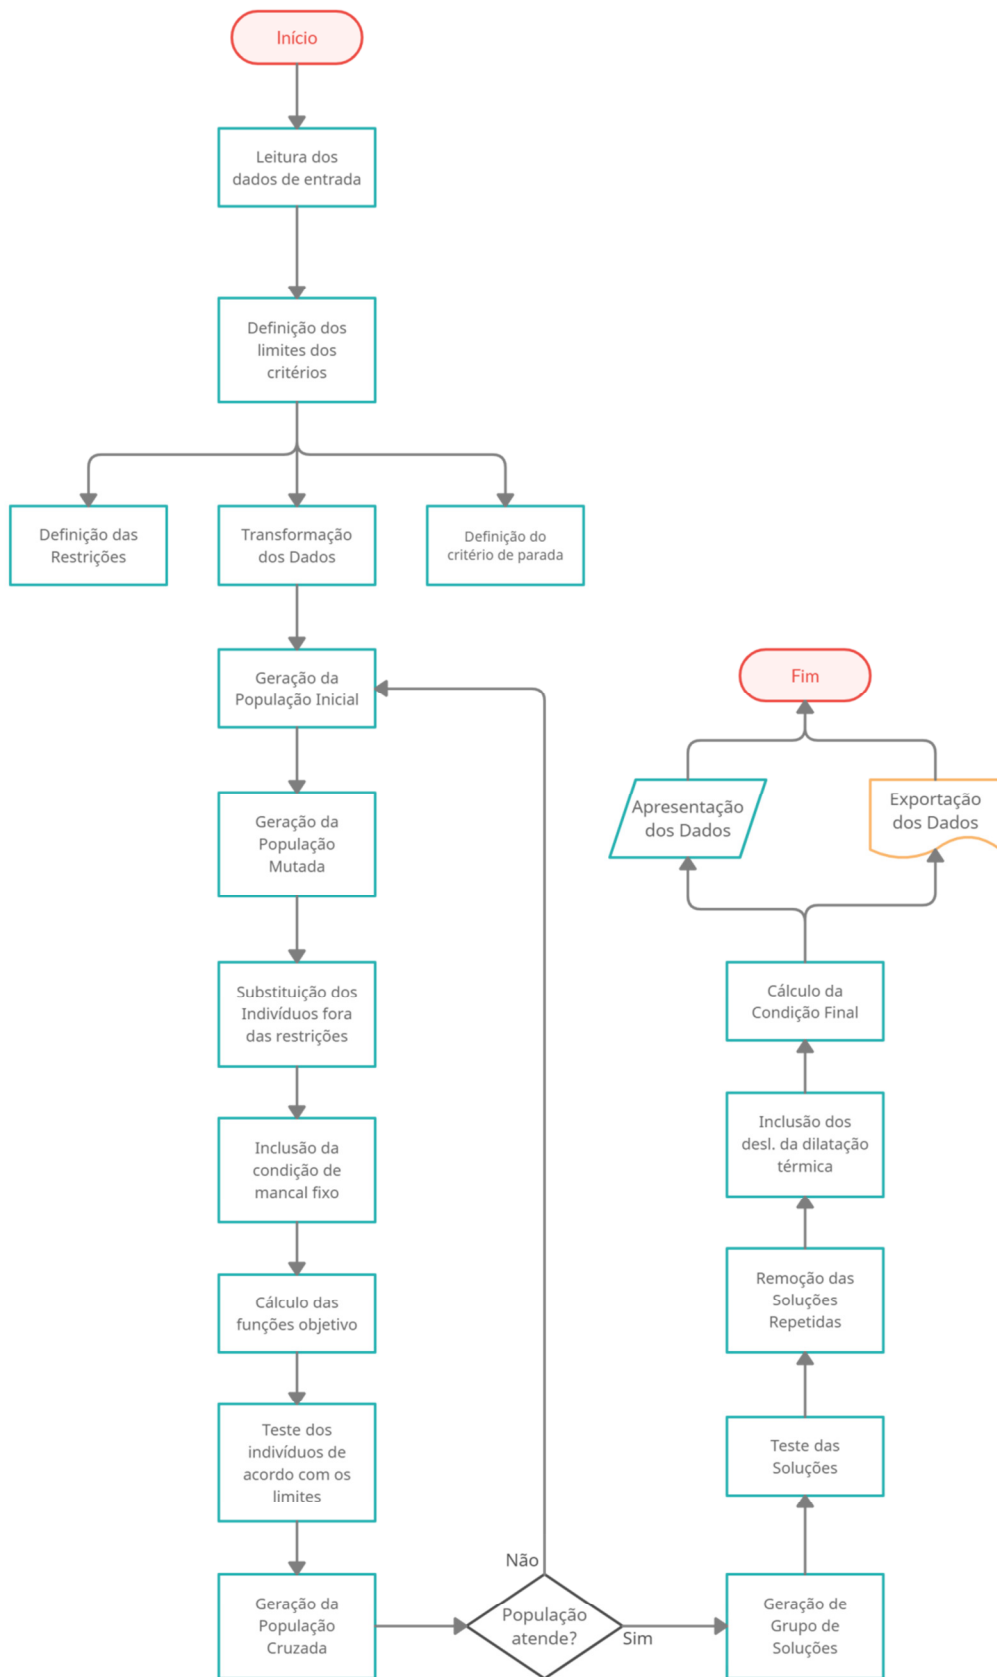 Início
Leitura dos
dados de entrada
Definição dos
limites dos
critérios
Definição das
Restrições
Transformação
dos Dados
Definição do
critério de parada
Geração da
População Inicial
Geração da
População
Mutada
Substituição dos
Indivíduos fora
das restrições
Inclusão da
condição de
mancal fixo
Cálculo das
funções objetivo
Teste dos
indivíduos de
acordo com os
limites
Geração da
População
Cruzada
Não
População
atende?
Sim
Geração de
Grupo de
Soluções
Teste das
Soluções
Remoção das
Soluções
Repetidas
Inclusão dos
desl. da dilatação
térmica
Cálculo da
Condição Final
Apresentação
dos Dados
Exportação
dos Dados
Fim